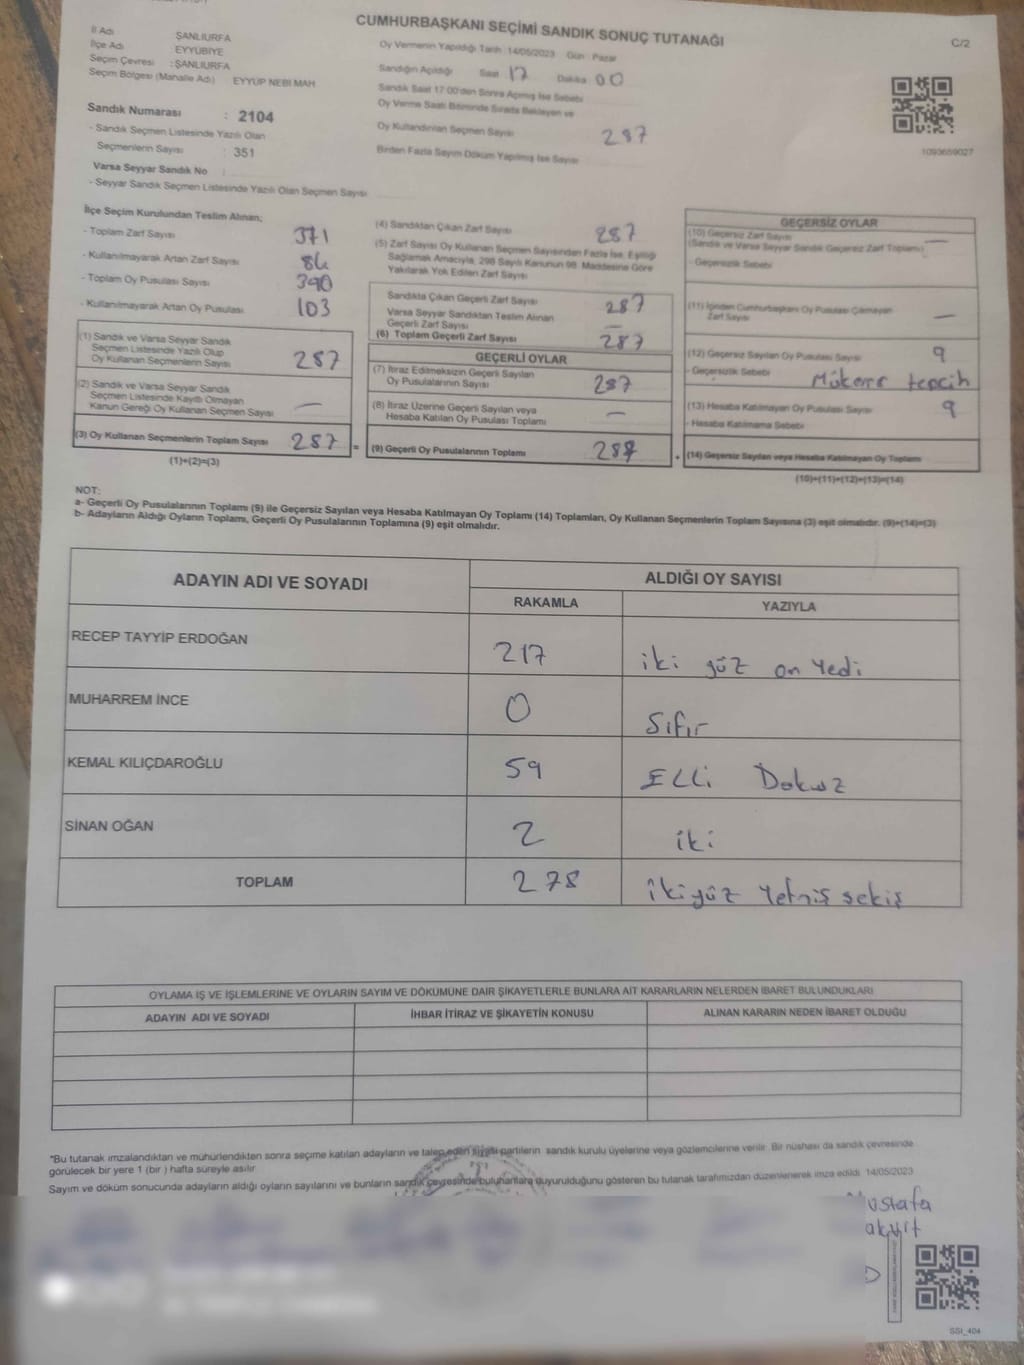 CUMHURBAŞKANI SEÇİMİ SANDIK SONUÇ TUTANAĞI
C/2
İl Adı ŞANLIURFA
İlçe Adı EYYÜBİYE
Seçim Çevresi : ŞANLIURFA
Seçim Bölgesi (Mahalle Adı) EYYÜP NEBİ MAH
Oy Vermenin Yapıldığı Tarih : 14/05/2023 Gün : Pazar
Sandığın Açıldığı Saat 17 Dakika 00
Sandık Saat 17:00'den Sonra Açılmış İse Sebebi
Oy Verme Saati Bitiminde Sırada Bekleyen ve
Oy Kullandırılan Seçmen Sayısı 287
Birden Fazla Sayım Döküm Yapılmış İse Sayısı
1093659027
Sandık Numarası : 2104
- Sandık Seçmen Listesinde Yazılı Olan
Seçmenlerin Sayısı : 351
Varsa Seyyar Sandık No :
- Seyyar Sandık Seçmen Listesinde Yazılı Olan Seçmen Sayısı
İlçe Seçim Kurulundan Teslim Alınan;
- Toplam Zarf Sayısı 371
- Kullanılmayarak Artan Zarf Sayısı 84
- Toplam Oy Pusulası Sayısı 390
- Kullanılmayarak Artan Oy Pusulası 103
(1) Sandık ve Varsa Seyyar Sandık
Seçmen Listesinde Yazılı Olup
Oy Kullanan Seçmenlerin Sayısı 287
(2) Sandık ve Varsa Seyyar Sandık
Seçmen Listesinde Kayıtlı Olmayan
Kanun Gereği Oy Kullanan Seçmen Sayısı —
(3) Oy Kullanan Seçmenlerin Toplam Sayısı 287 =
(1)+(2)=(3)
(4) Sandıktan Çıkan Zarf Sayısı 287
(5) Zarf Sayısı Oy Kullanan Seçmen Sayısından Fazla İse, Eşitliği
Sağlamak Amacıyla, 298 Sayılı Kanunun 98. Maddesine Göre
Yakılarak Yok Edilen Zarf Sayısı
Sandıkta Çıkan Geçerli Zarf Sayısı 287
Varsa Seyyar Sandıktan Teslim Alınan
Geçerli Zarf Sayısı —
(6) Toplam Geçerli Zarf Sayısı 287
GEÇERLİ OYLAR
(7) İtiraz Edilmeksizin Geçerli Sayılan
Oy Pusulalarının Sayısı 287
(8) İtiraz Üzerine Geçerli Sayılan veya
Hesaba Katılan Oy Pusulası Toplamı —
(9) Geçerli Oy Pusulalarının Toplamı 287 +
GEÇERSİZ OYLAR
(10) Geçersiz Zarf Sayısı —
(Sandık ve Varsa Seyyar Sandık Geçersiz Zarf Toplamı)
- Geçersizlik Sebebi
(11) İçinden Cumhurbaşkanı Oy Pusulası Çıkmayan
Zarf Sayısı —
(12) Geçersiz Sayılan Oy Pusulası Sayısı 9
- Geçersizlik Sebebi Mükerrer tercih
(13) Hesaba Katılmayan Oy Pusulası Sayısı 9
- Hesaba Katılmama Sebebi
(14) Geçersiz Sayılan veya Hesaba Katılmayan Oy Toplamı
(10)+(11)+(12)+(13)=(14)
NOT:
a- Geçerli Oy Pusulalarının Toplamı (9) ile Geçersiz Sayılan veya Hesaba Katılmayan Oy Toplamı (14) Toplamları, Oy Kullanan Seçmenlerin Toplam Sayısına (3) eşit olmalıdır. (9)+(14)=(3)
b- Adayların Aldığı Oyların Toplamı, Geçerli Oy Pusulalarının Toplamına (9) eşit olmalıdır.
ADAYIN ADI VE SOYADI
ALDIĞI OY SAYISI
RAKAMLA YAZIYLA
RECEP TAYYİP ERDOĞAN 217 iki yüz on yedi
MUHARREM İNCE 0 Sıfır
KEMAL KILIÇDAROĞLU 59 Elli Dokuz
SİNAN OĞAN 2 iki
TOPLAM 278 ikiyüz Yetmiş sekiz
OYLAMA İŞ VE İŞLEMLERİNE VE OYLARIN SAYIM VE DÖKÜMÜNE DAİR ŞİKAYETLERLE BUNLARA AİT KARARLARIN NELERDEN İBARET BULUNDUKLARI
ADAYIN ADI VE SOYADI İHBAR İTİRAZ VE ŞİKAYETİN KONUSU ALINAN KARARIN NEDEN İBARET OLDUĞU
*Bu tutanak imzalandıktan ve mühürlendikten sonra seçime katılan adayların ve talep eden siyasi partilerin sandık kurulu üyelerine veya gözlemcilerine verilir. Bir nüshası da sandık çevresinde
görülecek bir yere 1 (bir ) hafta süreyle asılır.
Sayım ve döküm sonucunda adayların aldığı oyların sayılarını ve bunların sandık çevresinde bulunanlara duyurulduğunu gösteren bu tutanak tarafımızdan düzenlenerek imza edildi. 14/05/2023
Mustafa
SSI_404